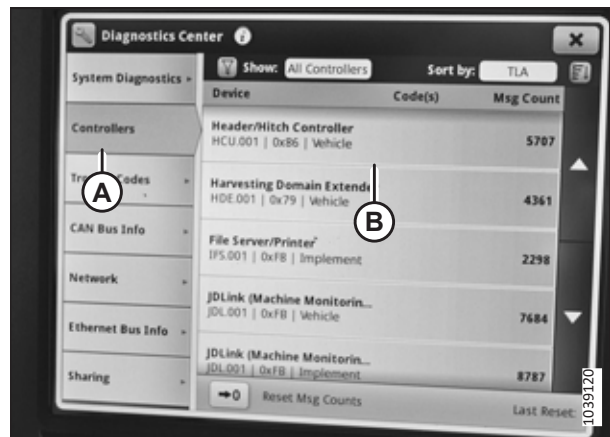 Diagnostics Center
System Diagnostics
Show: All Controllers Sort by: TLA
Device Code(s) Msg Count
Controllers
Header/Hitch Controller
HCU.001 | 0x86 | Vehicle 5707
A
Codes
Harvesting Domain Extende
HDE.001 | 0x79 | Vehicle 4361
B
CAN Bus Info
File Server/Printer
IFS.001 | 0xF8 | Implement 2298
Network
JDLink (Machine Monitorin...
JDL.001 | 0xFB | Vehicle 7684
Ethernet Bus Info
JDLink (Machine Monitorin...
JDL.001 | 0xFB | Implement 8787
Sharing
→0 Reset Msg Counts Last Reset:
1039120